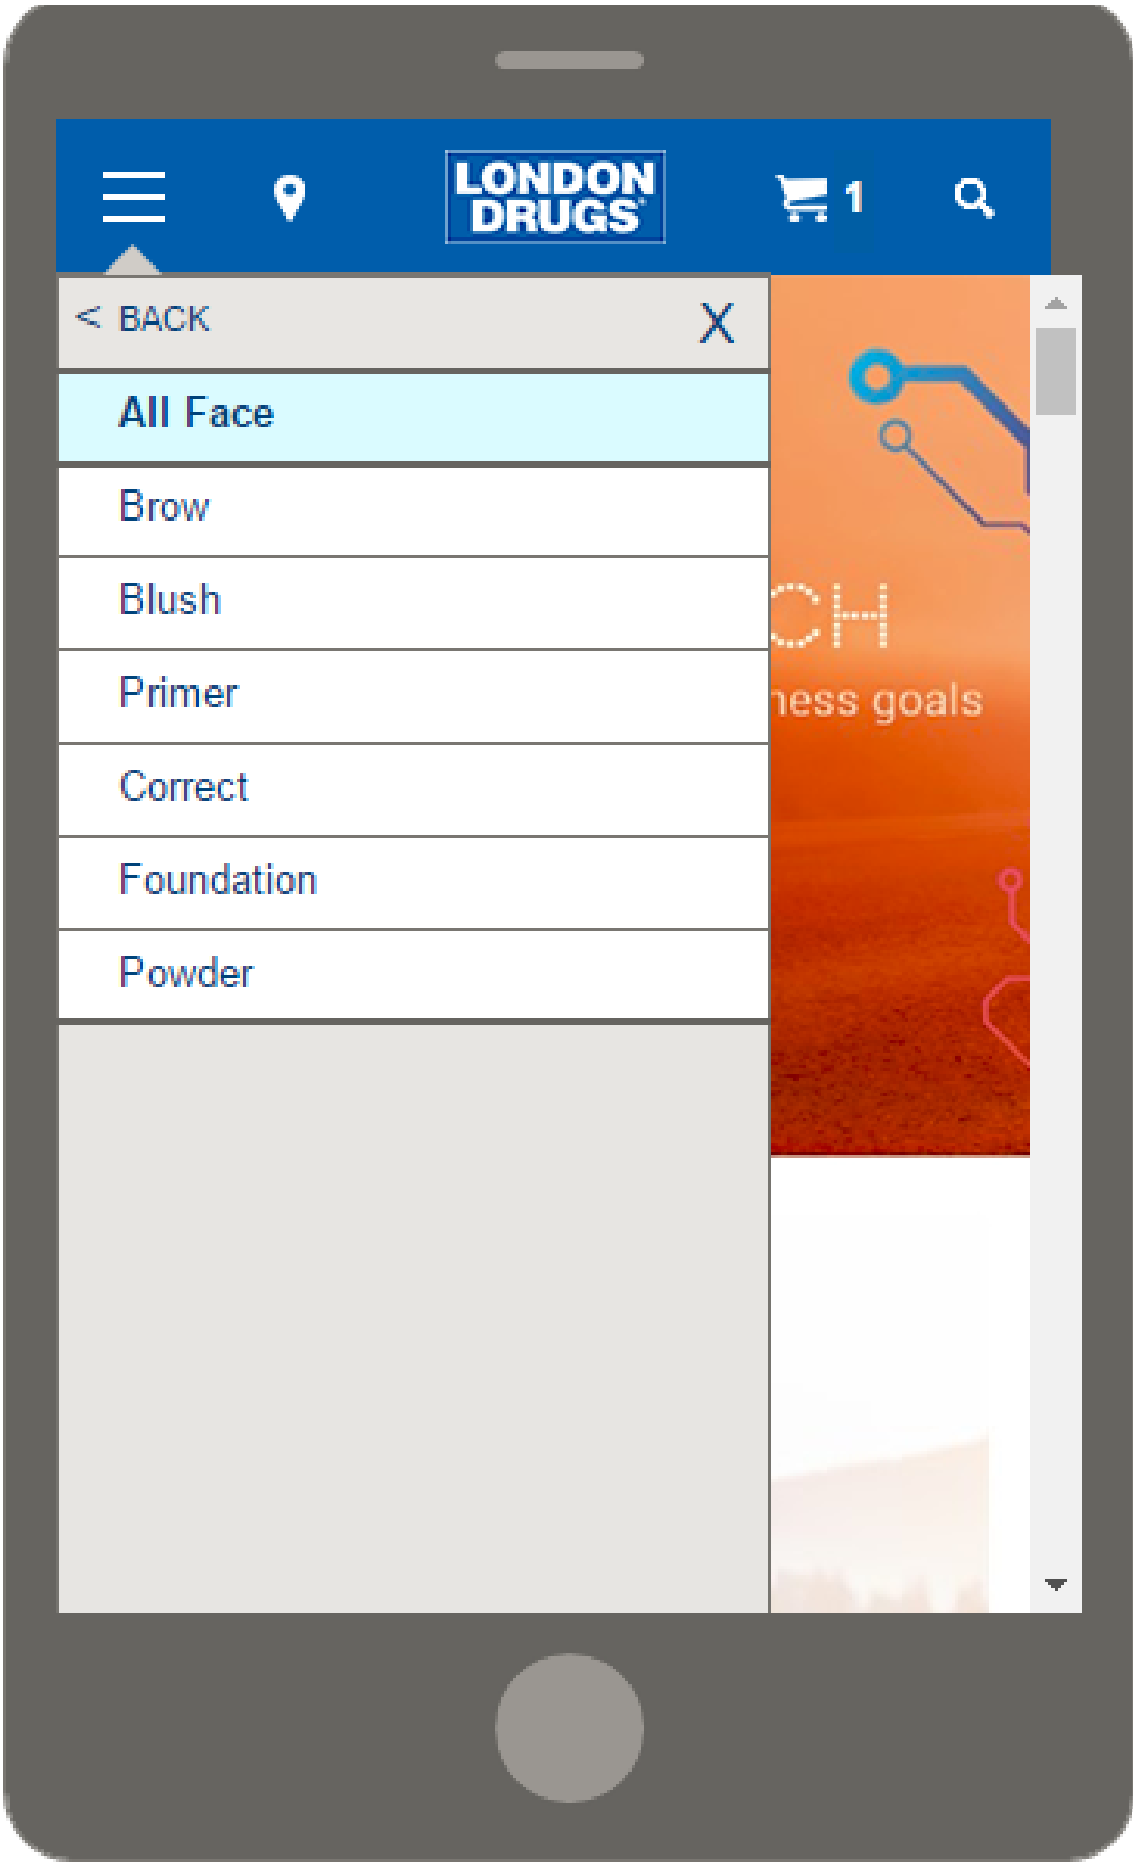 LONDON
DRUGS
1
< BACK
X
All Face
Brow
Blush
Primer
Correct
Foundation
Powder
CH
ness goals